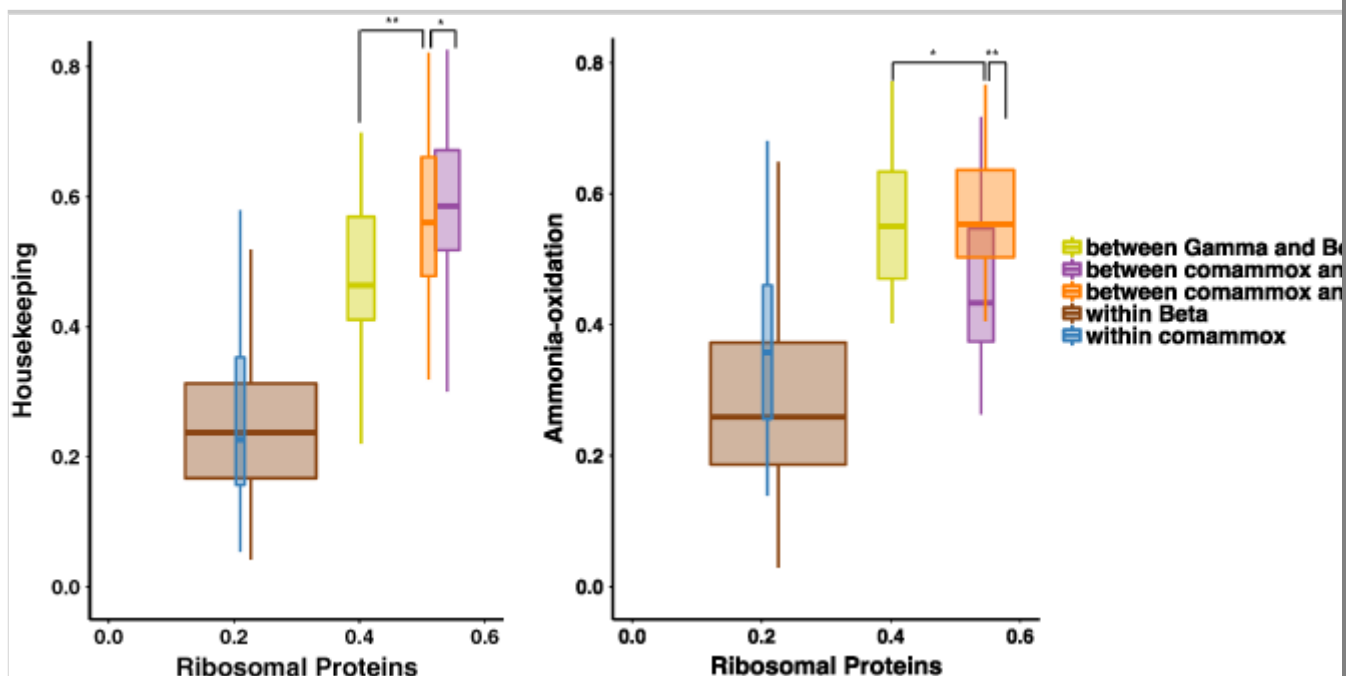 ** *
Housekeeping
0.8
0.6
0.4
0.2
0.0
0.0 0.2 0.4 0.6
Ribosomal Proteins
* **
Ammonia-oxidation
0.8
0.6
0.4
0.2
0.0
0.0 0.2 0.4 0.6
Ribosomal Proteins
between Gamma and Be
between comammox an
between comammox an
within Beta
within comammox